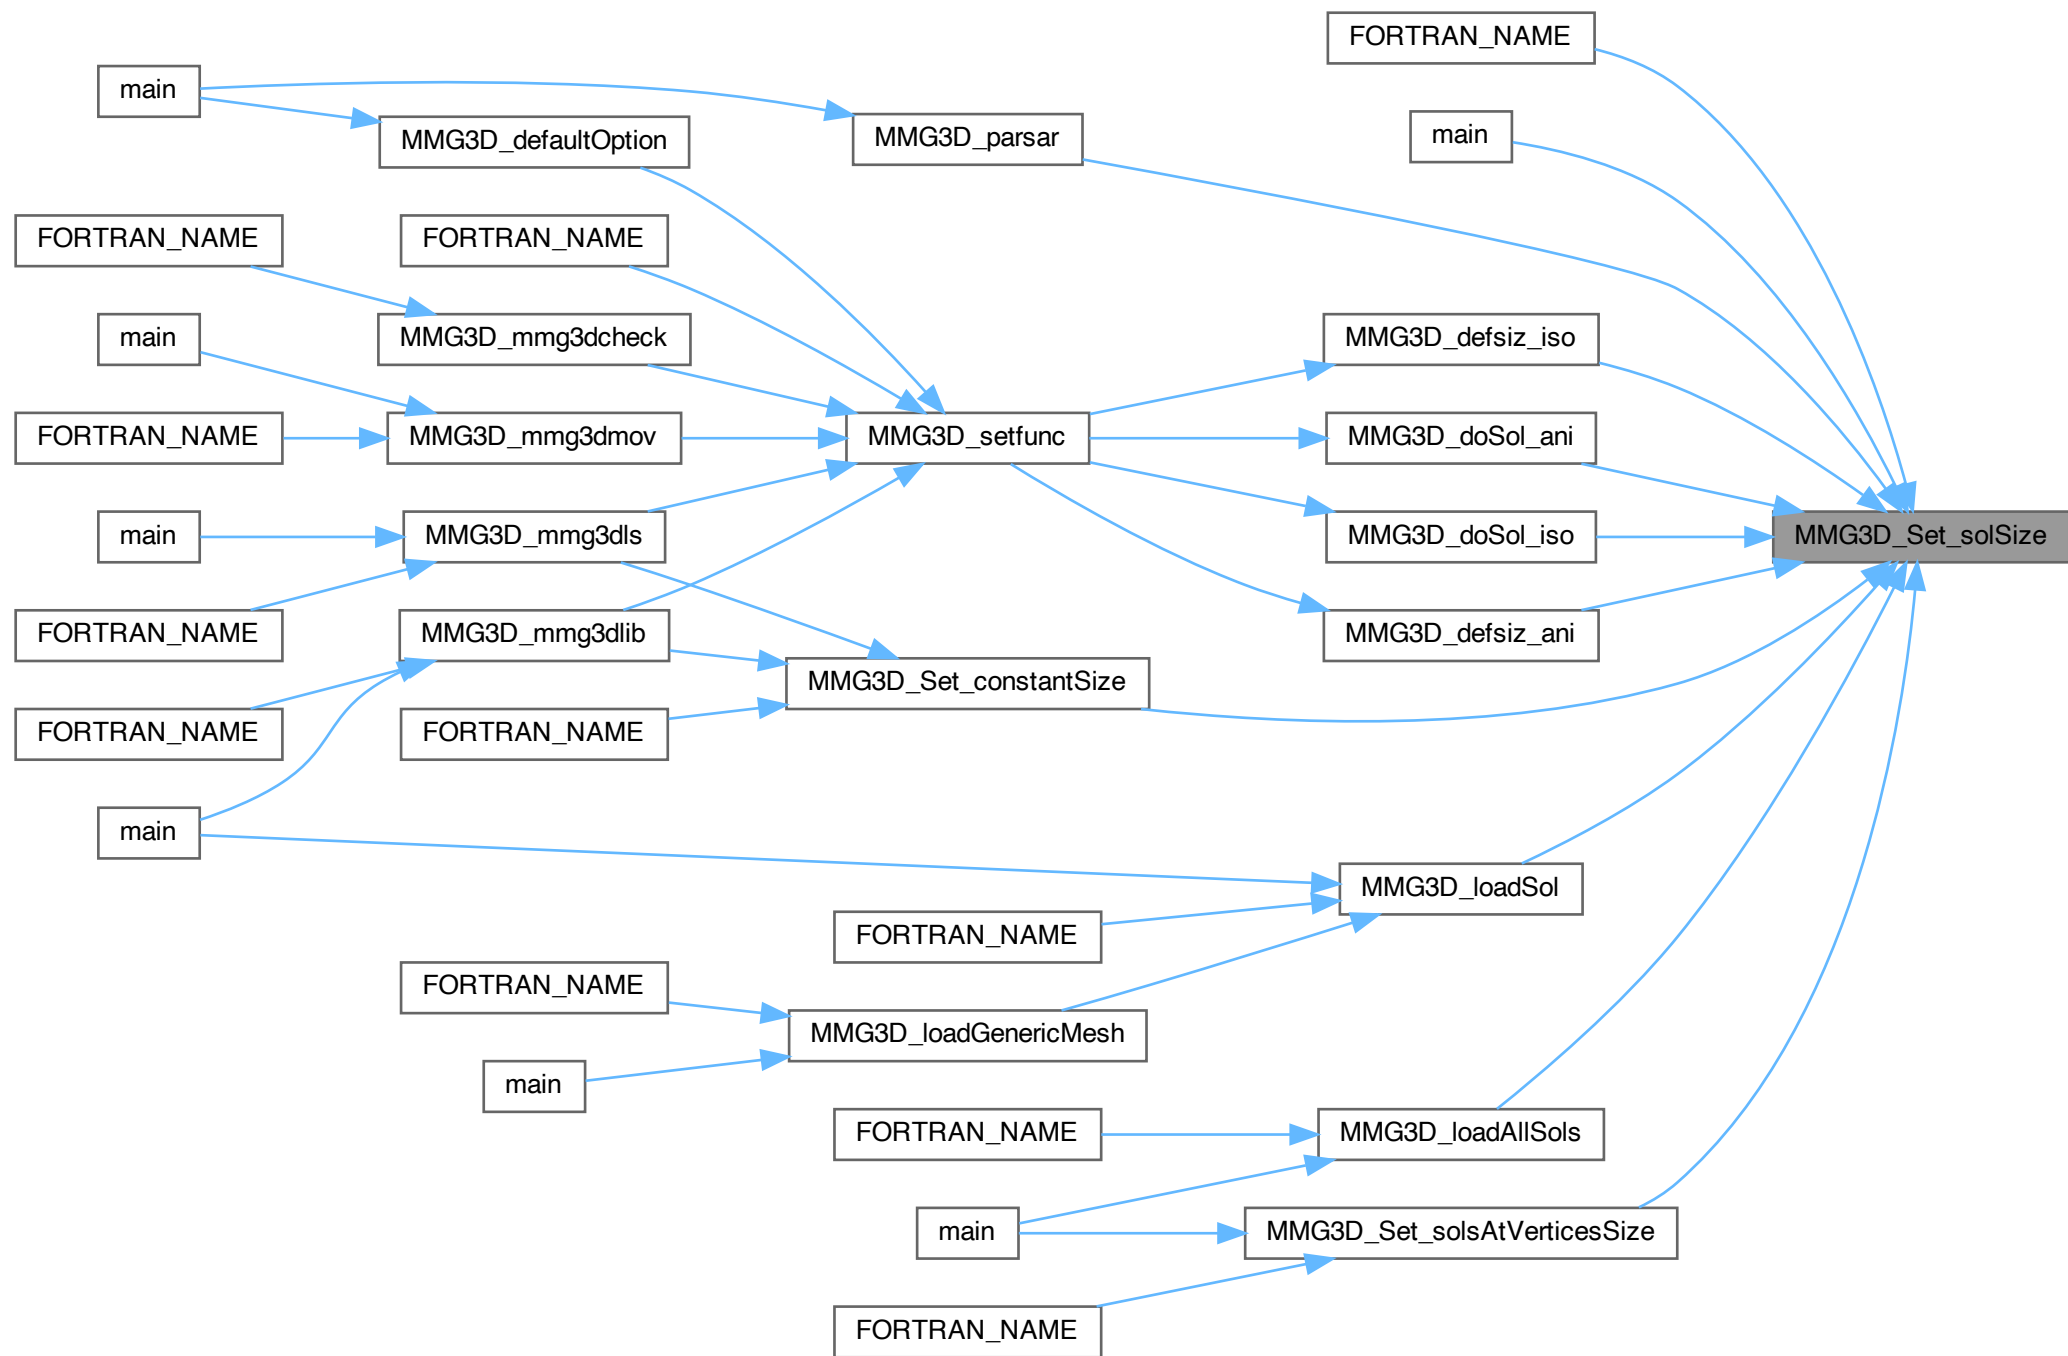 FORTRAN_NAME
main
main
MMG3D_defaultOption
MMG3D_parsar
FORTRAN_NAME
FORTRAN_NAME
main
MMG3D_mmg3dcheck
MMG3D_defsiz_iso
FORTRAN_NAME
MMG3D_mmg3dmov
MMG3D_setfunc
MMG3D_doSol_ani
main
MMG3D_mmg3dls
MMG3D_doSol_iso
MMG3D_Set_solSize
FORTRAN_NAME
MMG3D_mmg3dlib
MMG3D_defsiz_ani
MMG3D_Set_constantSize
FORTRAN_NAME
FORTRAN_NAME
main
MMG3D_loadSol
FORTRAN_NAME
FORTRAN_NAME
MMG3D_loadGenericMesh
main
FORTRAN_NAME
MMG3D_loadAllSols
main
MMG3D_Set_solsAtVerticesSize
FORTRAN_NAME